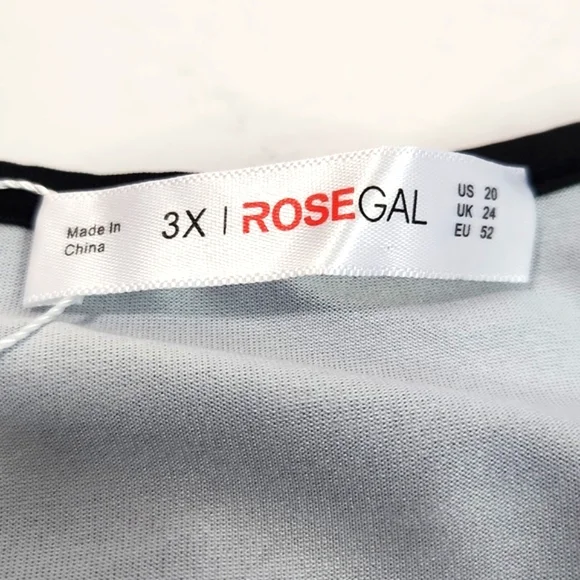 Made In
China
3X | ROSEGAL
US 20
UK 24
EU 52